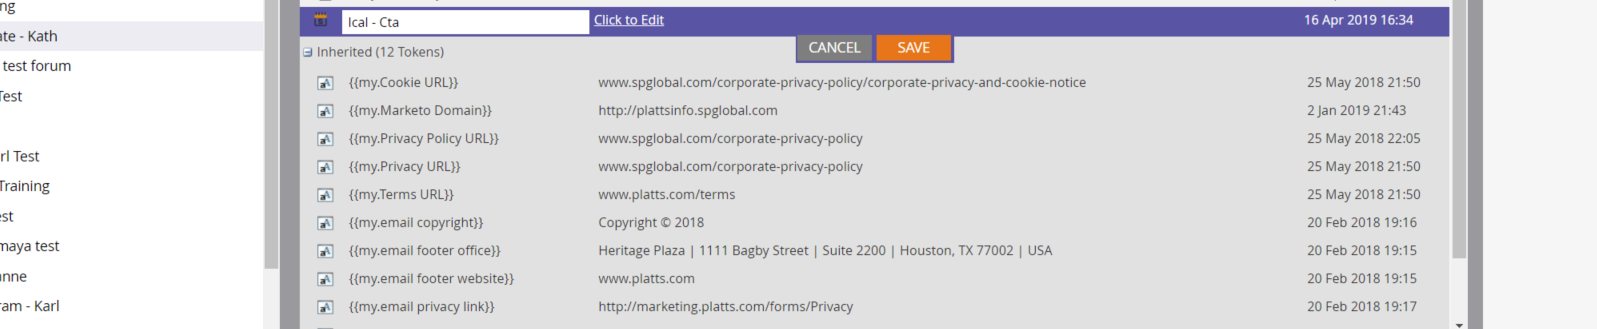 ng
ate - Kath
test forum
Test
rl Test
Training
est
maya test
anne
ram - Karl
Ical - Cta Click to Edit 16 Apr 2019 16:34
CANCEL SAVE
Inherited (12 Tokens)
{{my.Cookie URL}} www.spglobal.com/corporate-privacy-policy/corporate-privacy-and-cookie-notice 25 May 2018 21:50
{{my.Marketo Domain}} http://plattsinfo.spglobal.com 2 Jan 2019 21:43
{{my.Privacy Policy URL}} www.spglobal.com/corporate-privacy-policy 25 May 2018 22:05
{{my.Privacy URL}} www.spglobal.com/corporate-privacy-policy 25 May 2018 21:50
{{my.Terms URL}} www.platts.com/terms 25 May 2018 21:50
{{my.email copyright}} Copyright © 2018 20 Feb 2018 19:16
{{my.email footer office}} Heritage Plaza | 1111 Bagby Street | Suite 2200 | Houston, TX 77002 | USA 20 Feb 2018 19:15
{{my.email footer website}} www.platts.com 20 Feb 2018 19:15
{{my.email privacy link}} http://marketing.platts.com/forms/Privacy 20 Feb 2018 19:17